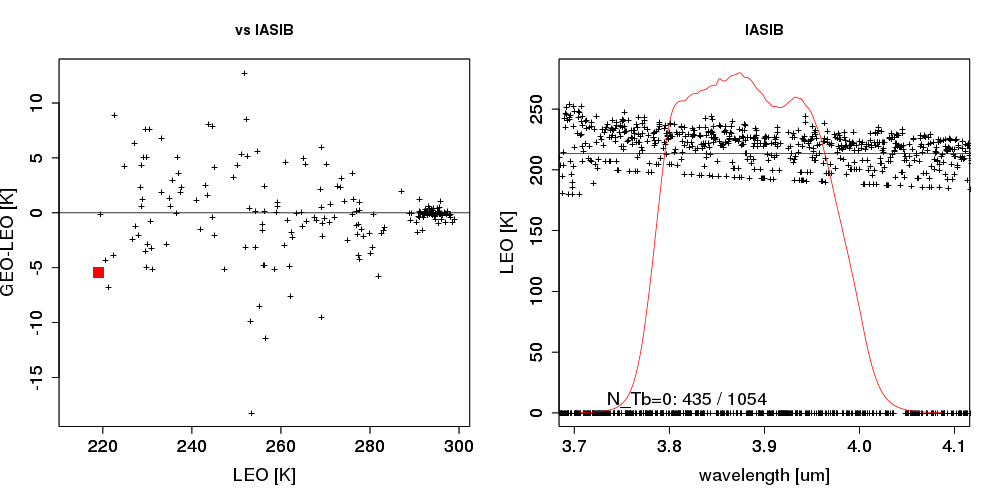 vs IASIB
GEO-LEO [K]
10
5
0
-5
-10
-15
220 240 260 280 300
LEO [K]
IASIB
LEO [K]
250
200
150
100
50
0
N_Tb=0: 435 / 1054
3.7 3.8 3.9 4.0 4.1
wavelength [um]